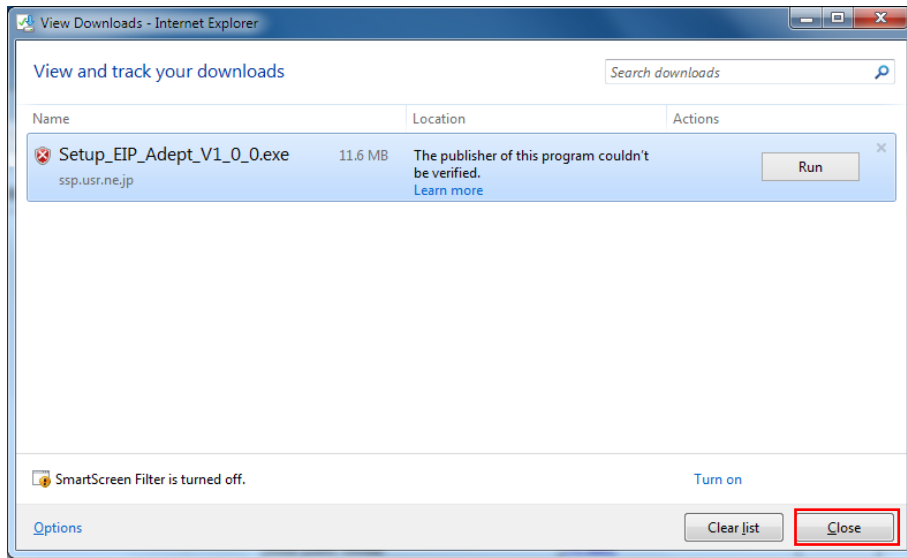 View Downloads - Internet Explorer
View and track your downloads
Search downloads
Name Location Actions
Setup_EIP_Adept_V1_0_0.exe 11.6 MB The publisher of this program couldn't
be verified.
Run
ssp.usr.ne.jp
Learn more
SmartScreen Filter is turned off. Turn on
Options Clear list Close